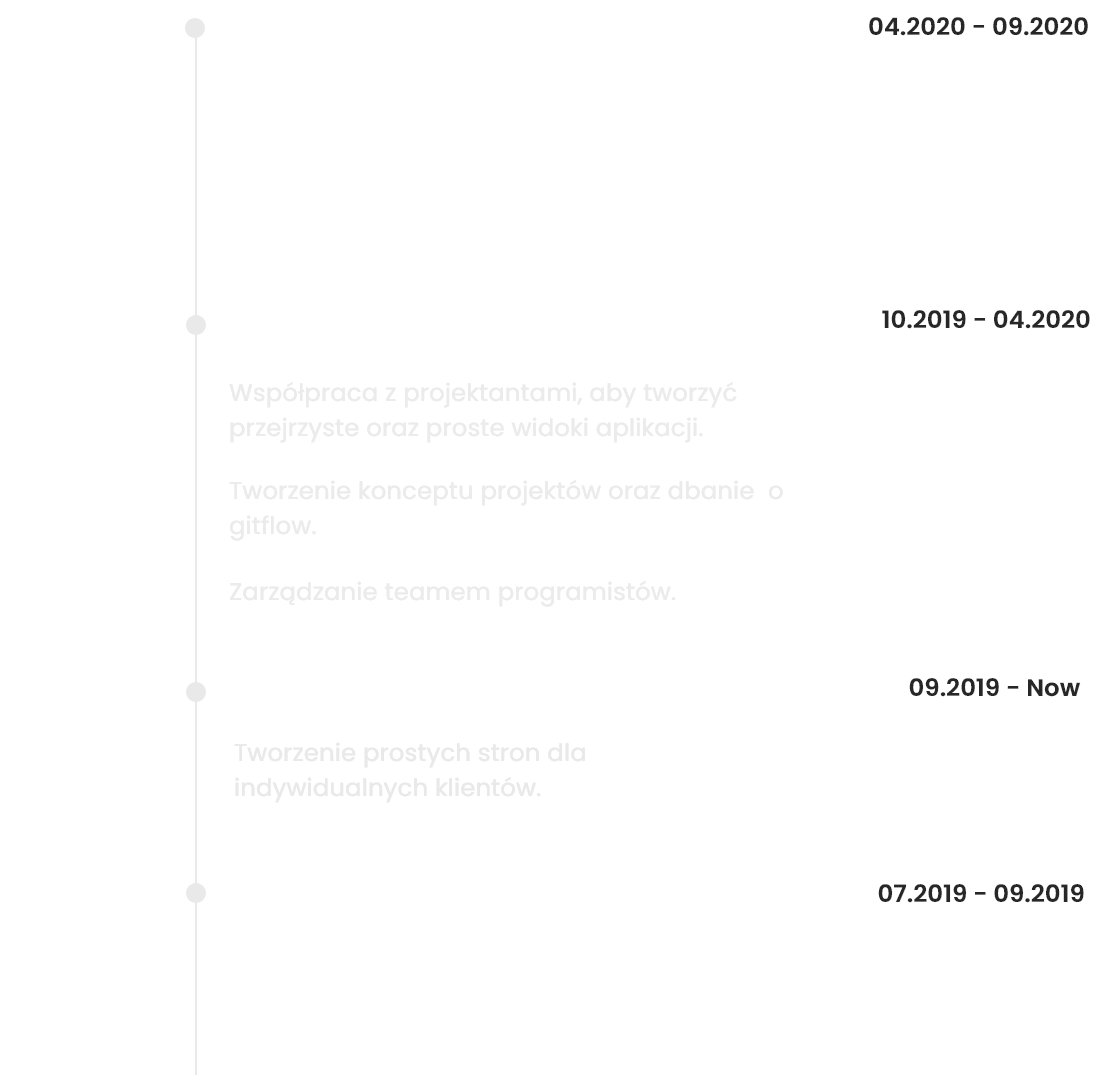 04.2020 - 09.2020
10.2019 - 04.2020
Współpraca z projektantami, aby tworzyć
przejrzyste oraz proste widoki aplikacji.
Tworzenie konceptu projektów oraz dbanie  o
gitflow.
Zarządzanie teamem programistów.
09.2019 - Now
Tworzenie prostych stron dla
indywidualnych klientów.
07.2019 - 09.2019